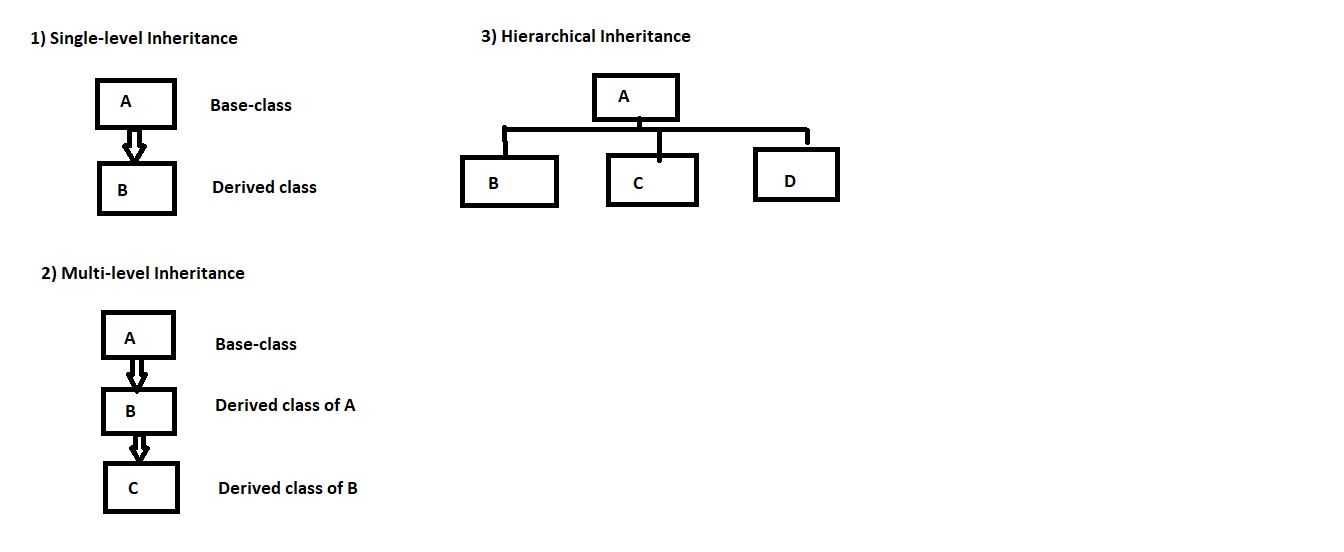 1) Single-level Inheritance
A
Base-class
B
Derived class
2) Multi-level Inheritance
A
Base-class
B
Derived class of A
C
Derived class of B
3) Hierarchical Inheritance
A
B
C
D